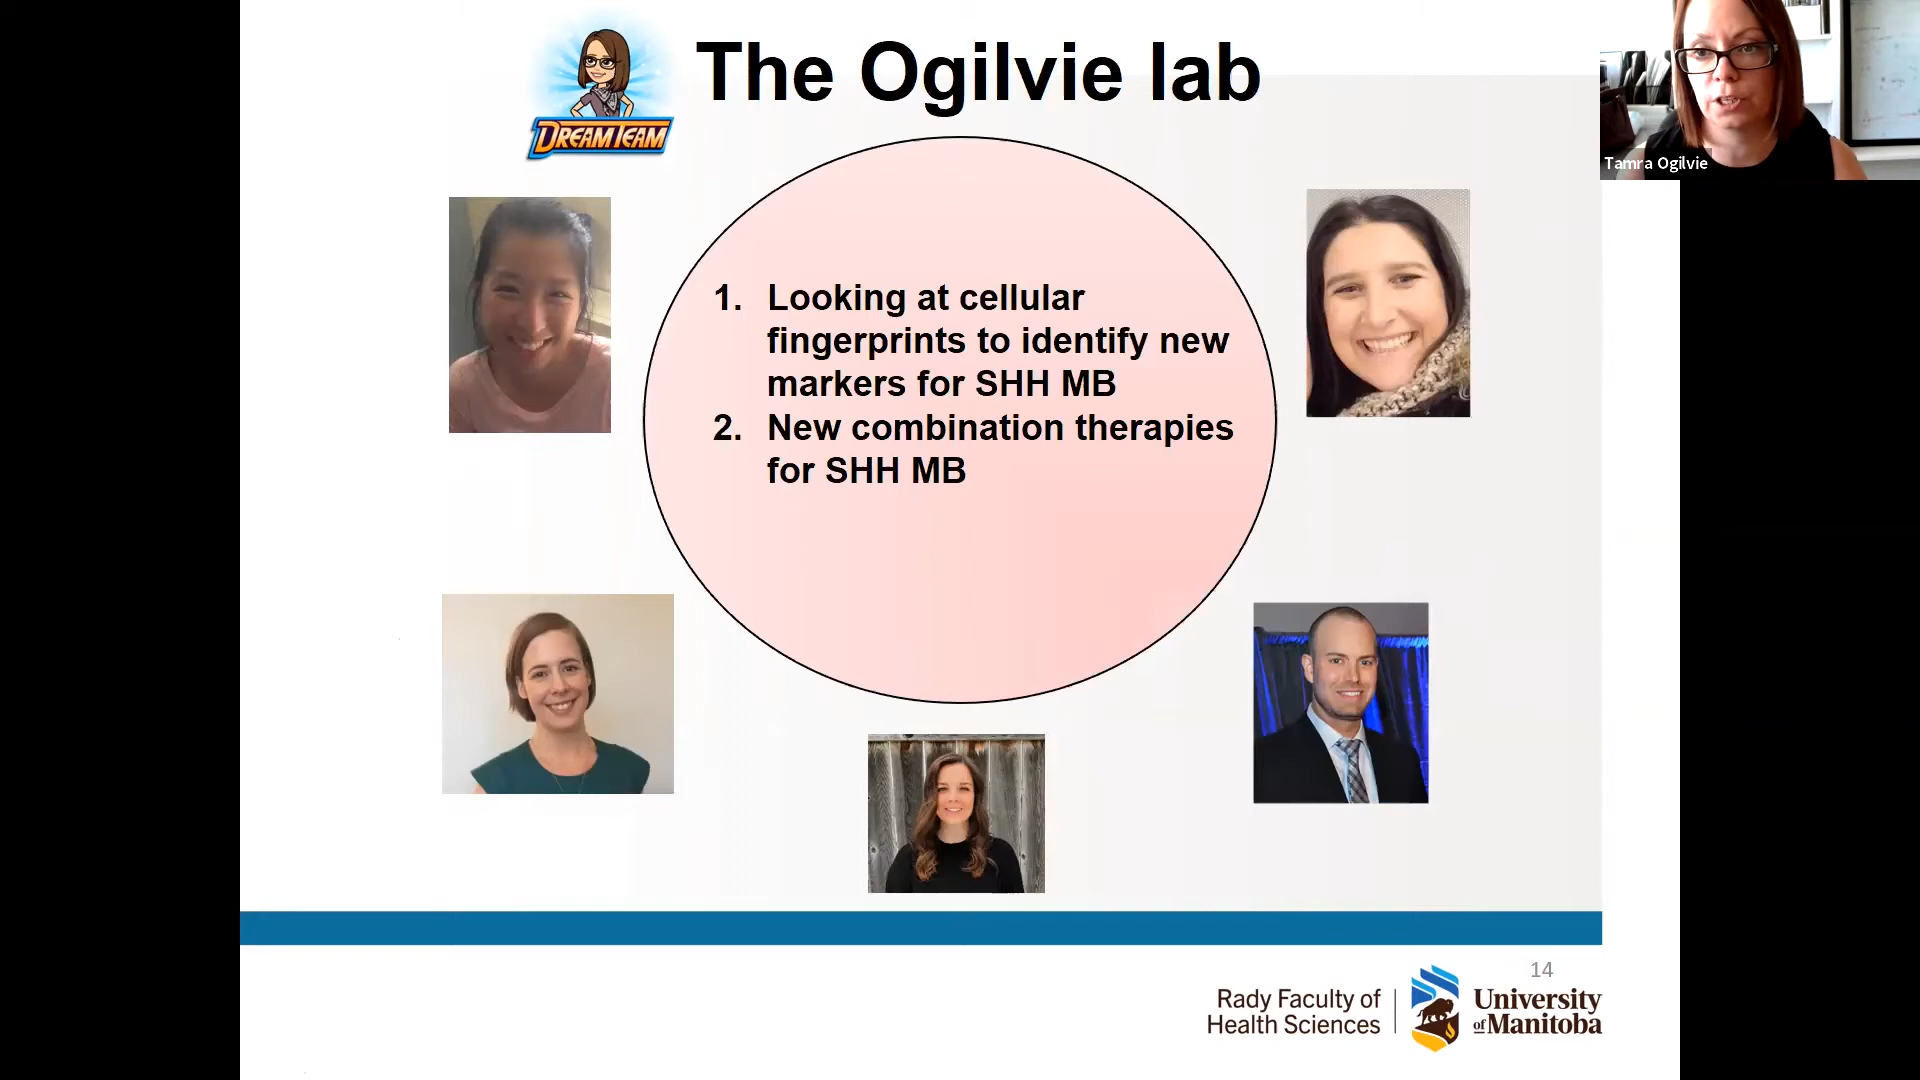 The Ogilvie lab
DREAM TEAM
Tamra Ogilvie
1. Looking at cellular
fingerprints to identify new
markers for SHH MB
2. New combination therapies
for SHH MB
14
Rady Faculty of
Health Sciences
University
of Manitoba